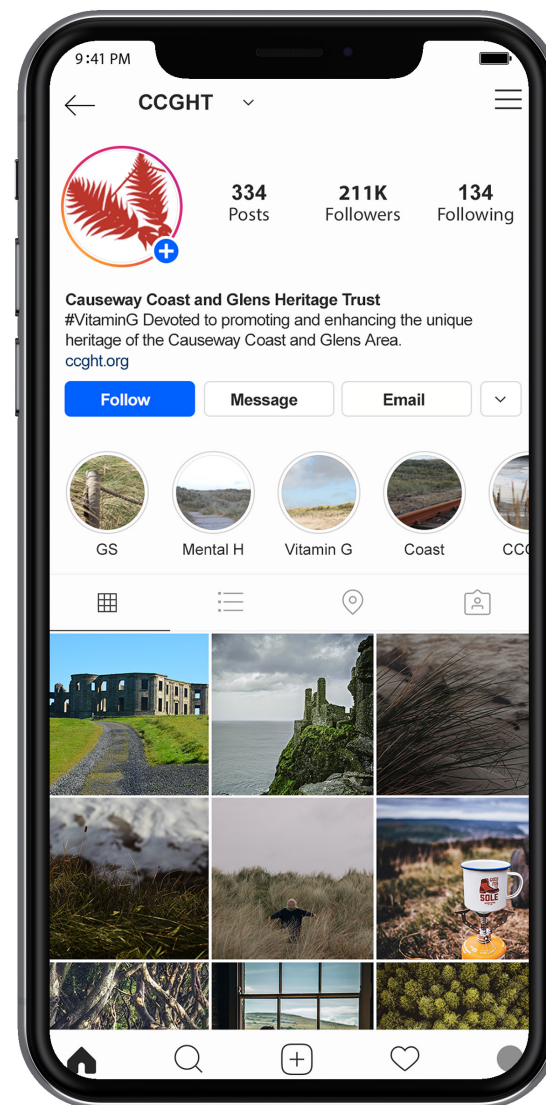 9:41 PM
CCGHT
334
Posts
211K
Followers
134
Following
Causeway Coast and Glens Heritage Trust
#VitaminG Devoted to promoting and enhancing the unique
heritage of the Causeway Coast and Glens Area.
ccght.org
Follow
Message
Email
GS
Mental H
Vitamin G
Coast
CCG
SOLE